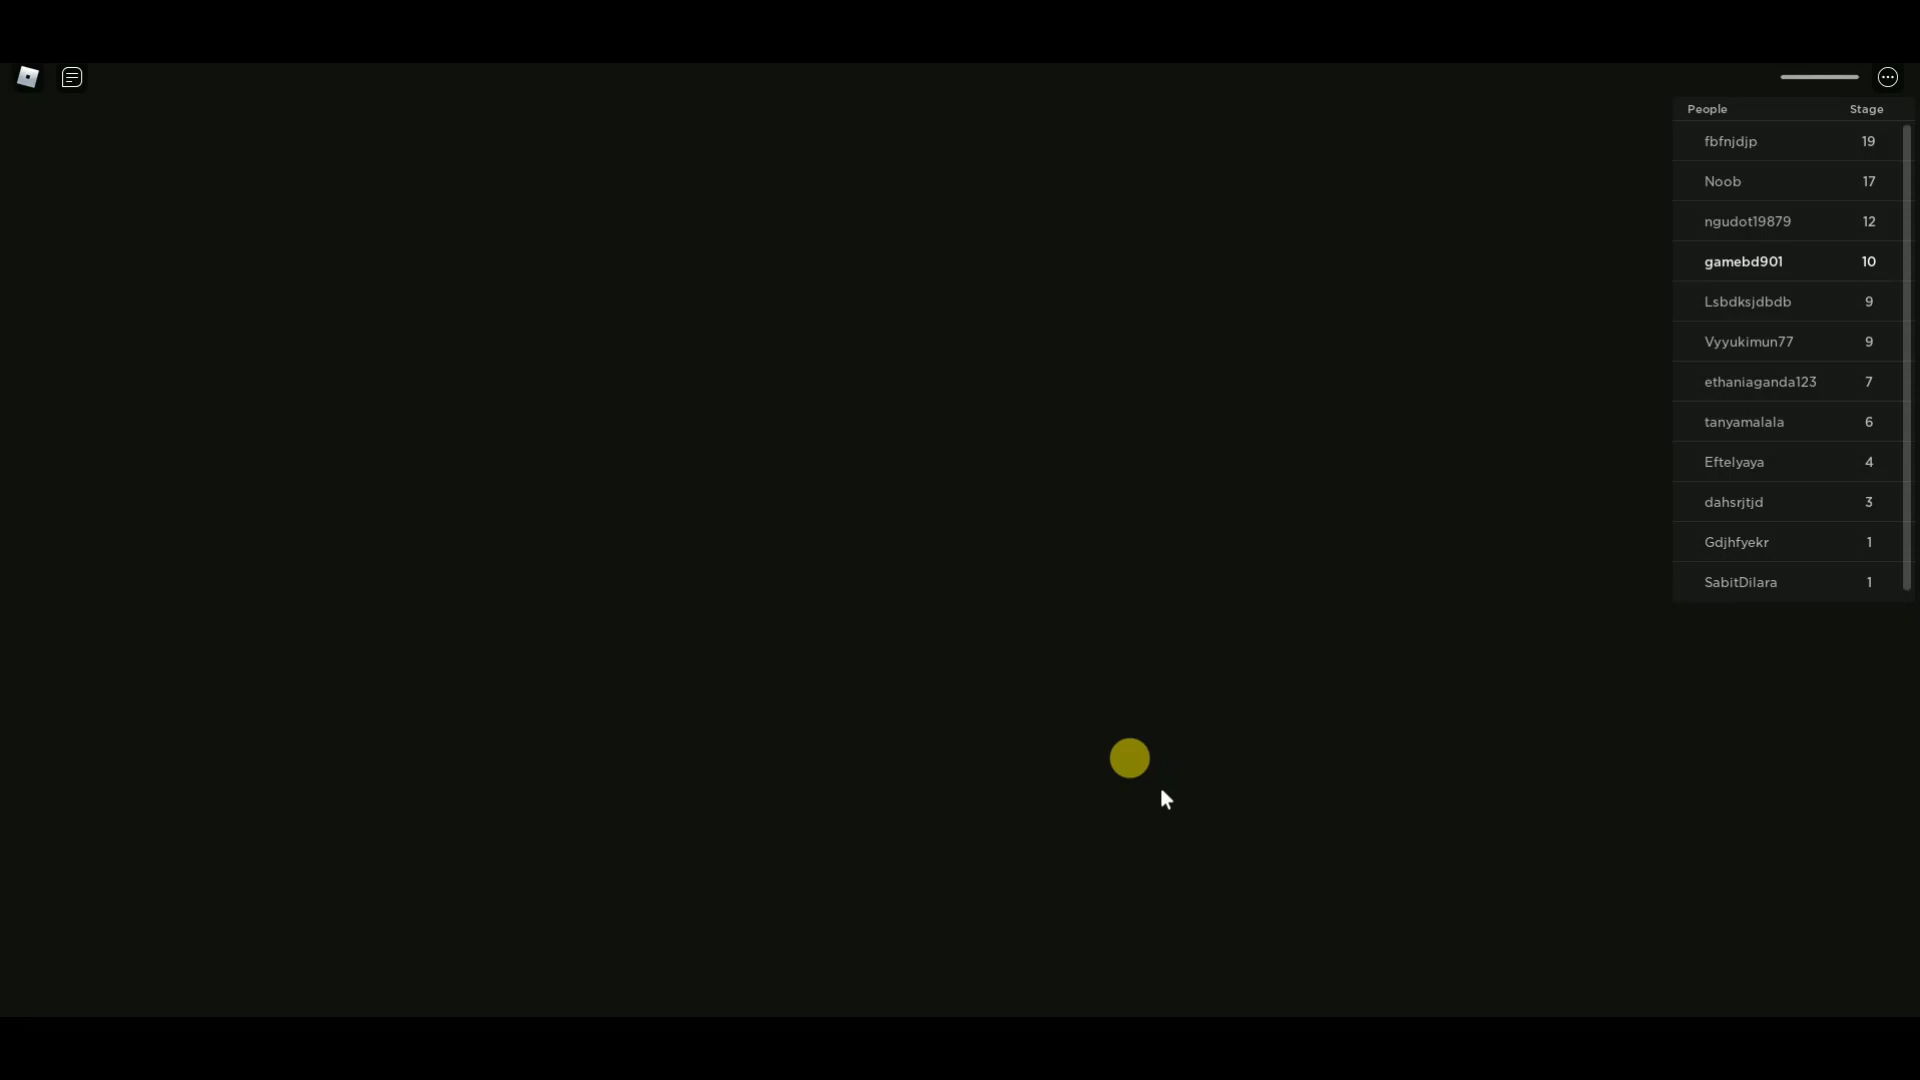 People Stage
fbfnjdjp 19
Noob 17
ngudot19879 12
gamebd901 10
Lsbdksjdbdb 9
Vyyukimun77 9
ethaniaganda123 7
tanyamalala 6
Eftelyaya 4
dahsrjtjd 3
Gdjhfyekr 1
SabitDilara 1